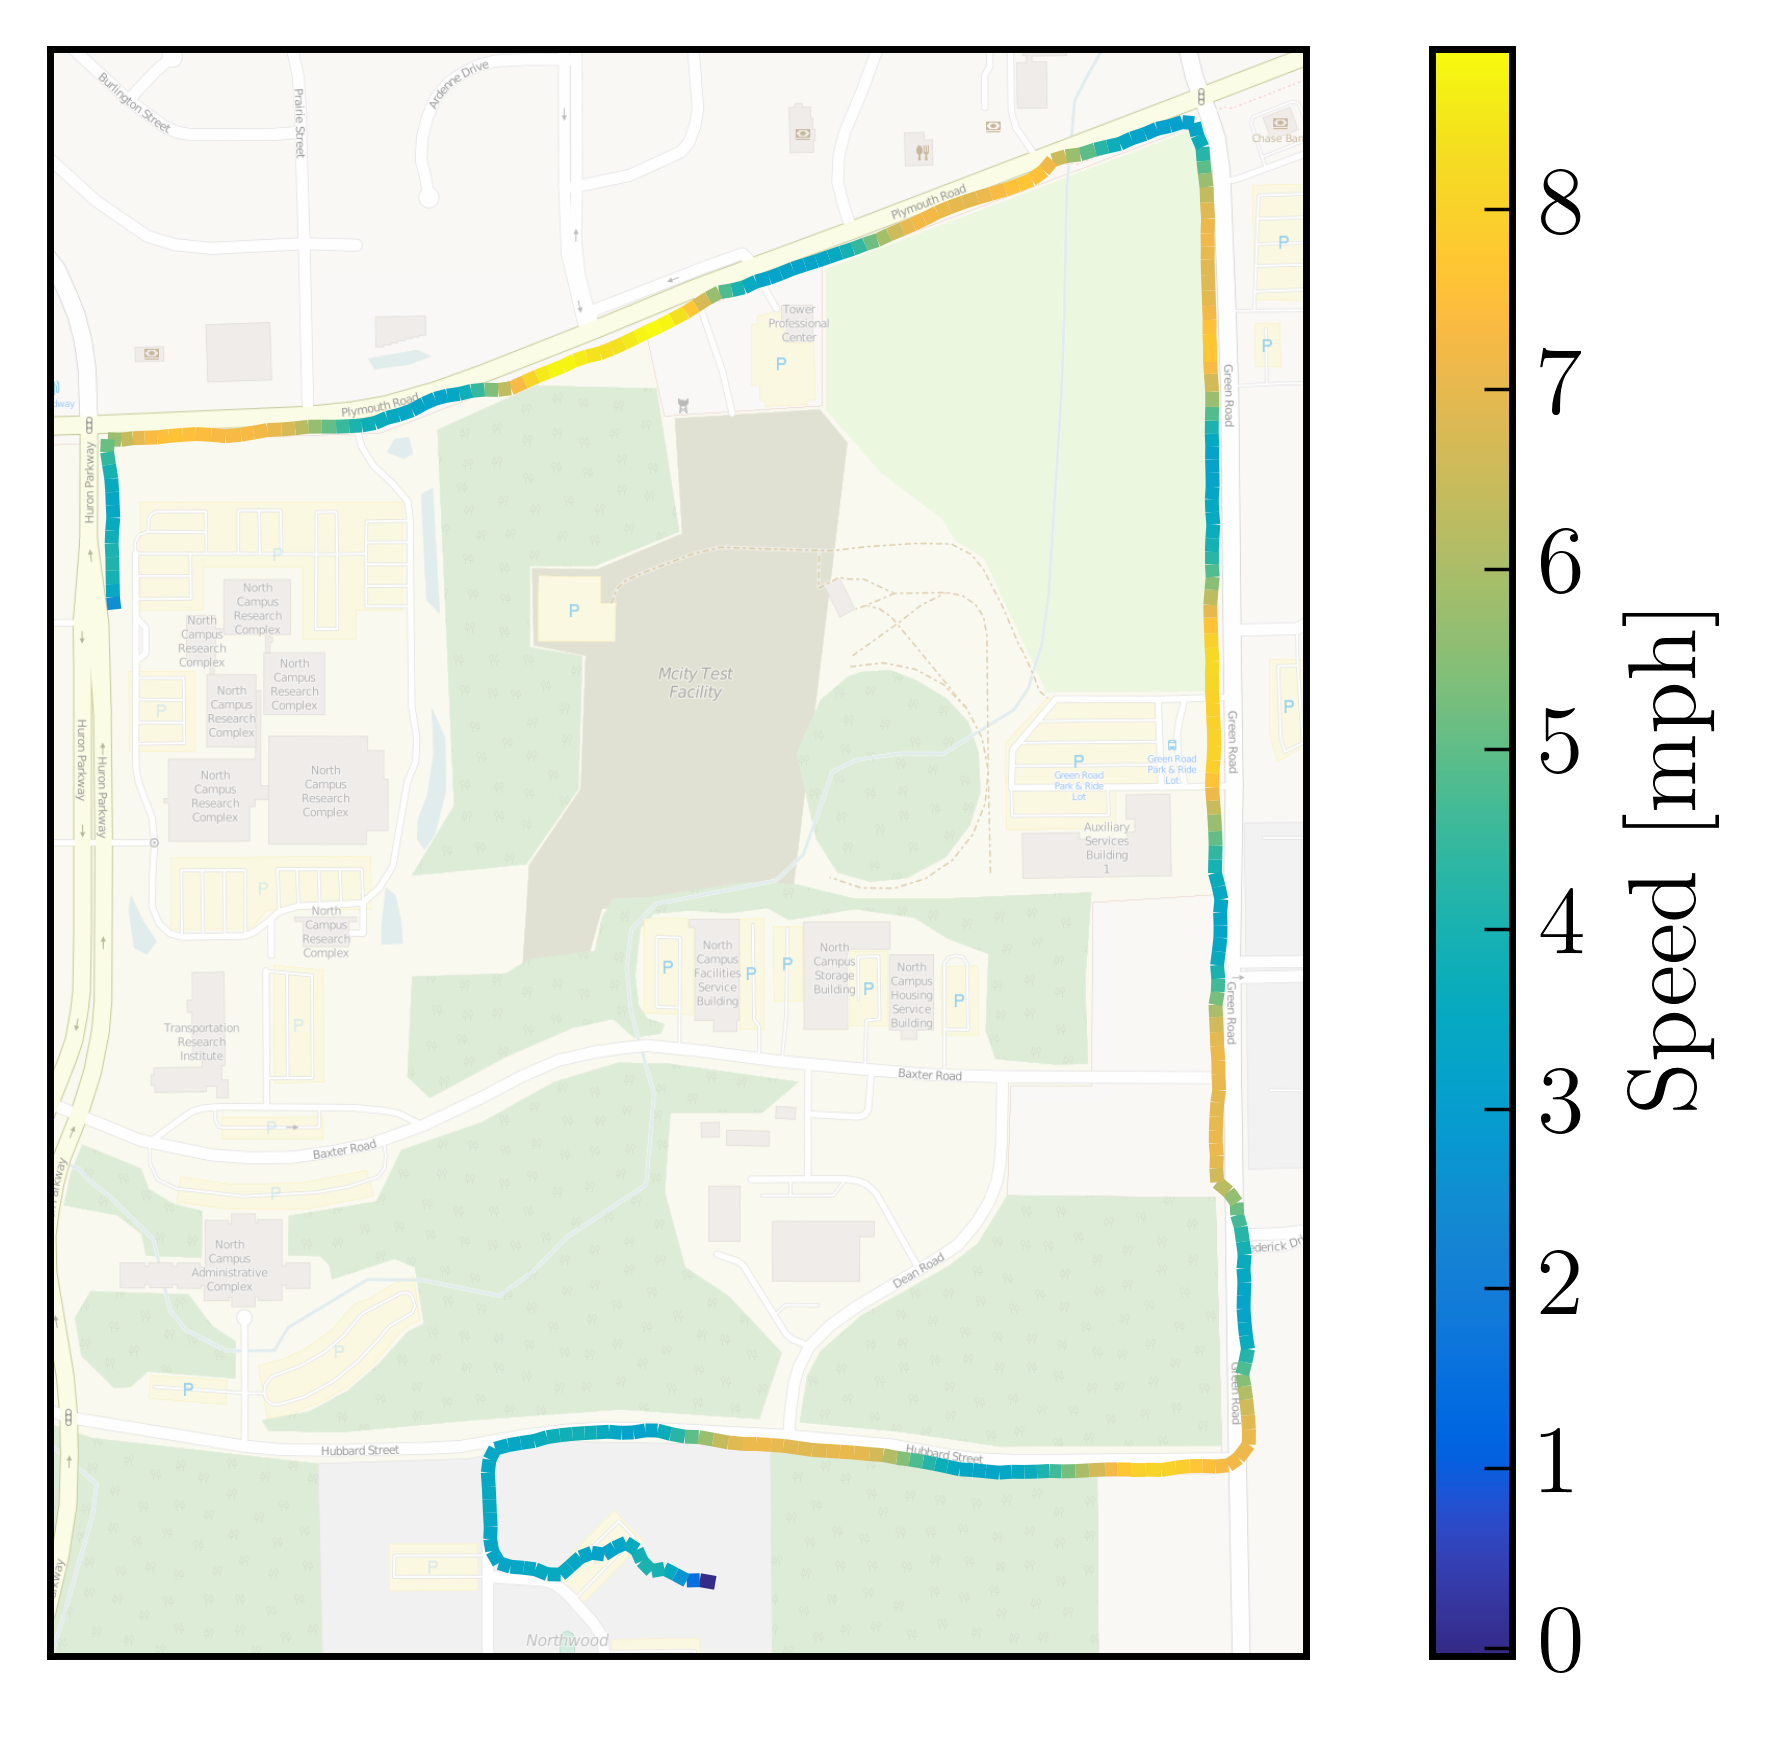 Burlington Street
Prairie Street
Ardenne Drive
Chase Ban
Plymouth Road
Tower
Professional
Center
P
P
P
Green Road
dway
Plymouth Road
Huron Parkway
P
North
Campus
Research
Complex
North
Campus
Research
Complex
North
Campus
Research
Complex
North
Campus
Research
Complex
P
P
Mcity Test
Facility
P
Huron Parkway
Huron Parkway
North
Campus
Research
Complex
North
Campus
Research
Complex
P
Green Road
Park & Ride
Lot
Green Road
Park & Ride
Lot
Green Road
Auxiliary
Services
Building
1
P
North
Campus
Research
Complex
P
North
Campus
Facilities
Service
Building
P
P
North
Campus
Storage
Building
P
North
Campus
Housing
Service
Building
P
Green Road
Transportation
Research
Institute
P
Baxter Road
P
Baxter Road
P
arkway
North
Campus
Administrative
Complex
ederick Dri
Dean Road
P
P
Green Road
Hubbard Street
Hubbard Street
P
arkway
Northwood
8
7
6
5
4
3
2
1
0
Speed [mph]